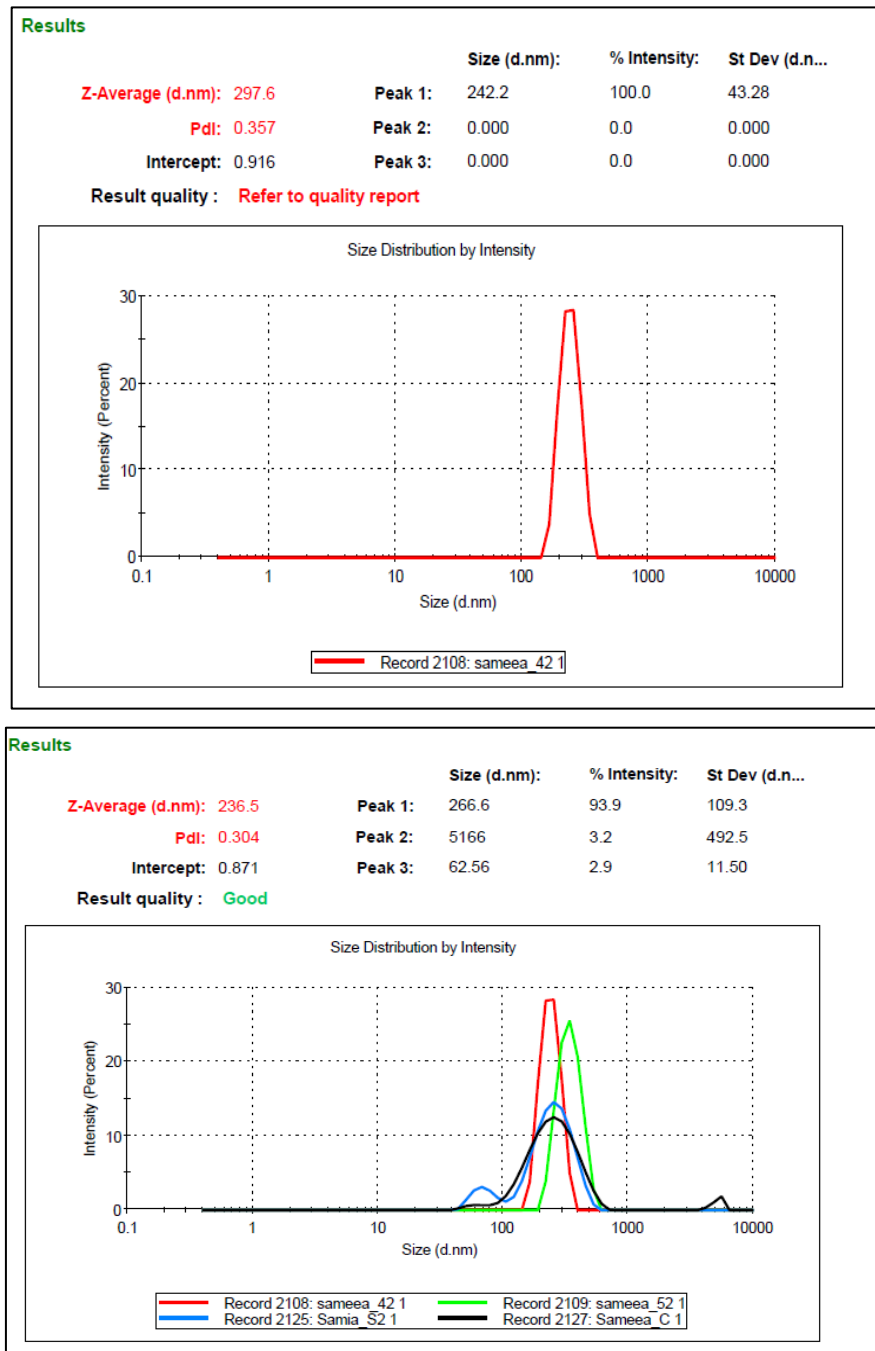 Results
Size (d.nm): % Intensity: St Dev (d.n...
Z-Average (d.nm): 297.6 Peak 1: 242.2 100.0 43.28
PdI: 0.357 Peak 2: 0.000 0.0 0.000
Intercept: 0.916 Peak 3: 0.000 0.0 0.000
Result quality : Refer to quality report
Size Distribution by Intensity
30
20
10
0
Intensity (Percent)
0.1 1 10 100 1000 10000
Size (d.nm)
Record 2108: sameea_42 1
Results
Size (d.nm): % Intensity: St Dev (d.n...
Z-Average (d.nm): 236.5 Peak 1: 266.6 93.9 109.3
PdI: 0.304 Peak 2: 5166 3.2 492.5
Intercept: 0.871 Peak 3: 62.56 2.9 11.50
Result quality : Good
Size Distribution by Intensity
30
20
10
0
Intensity (Percent)
0.1 1 10 100 1000 10000
Size (d.nm)
Record 2108: sameea_42 1 Record 2109: sameea_52 1
Record 2125: Samia_S2 1 Record 2127: Sameea_C 1